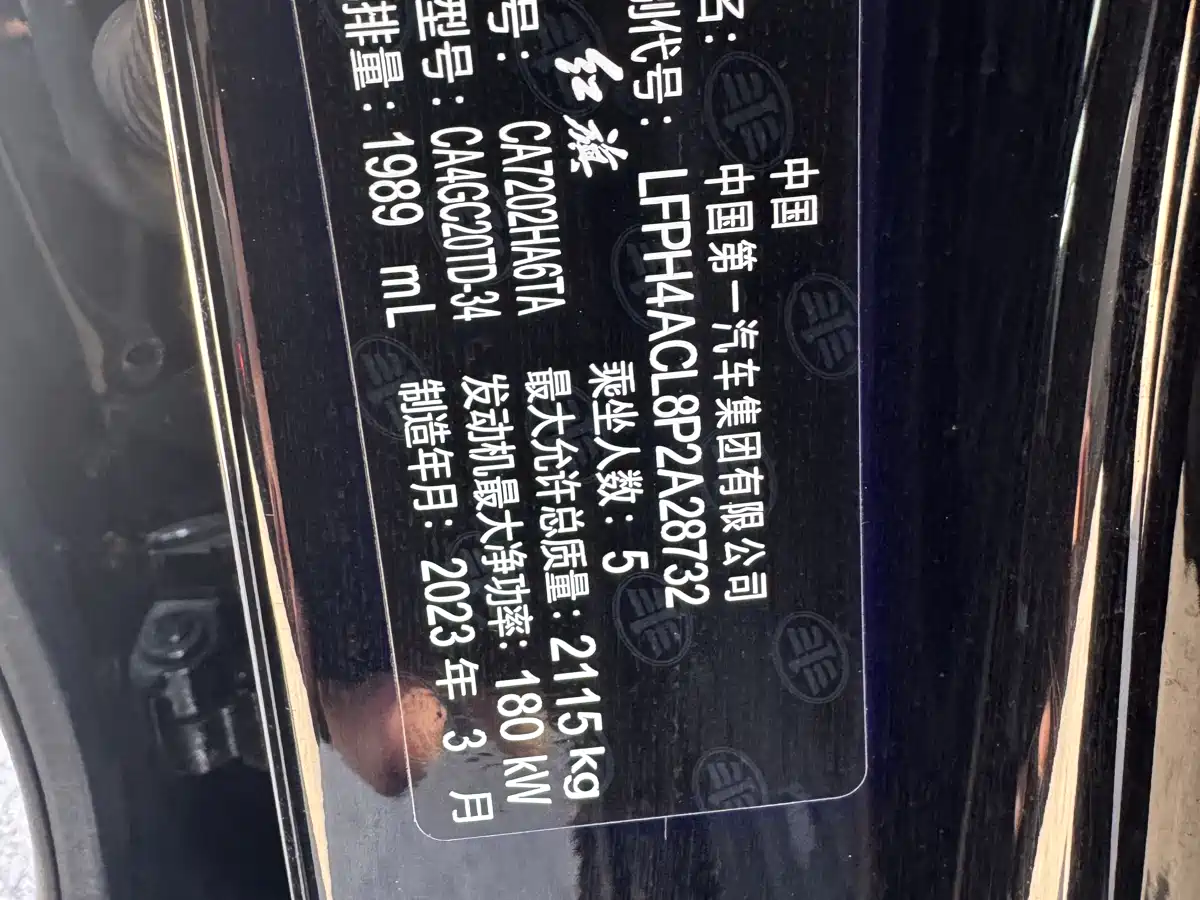 中国
中国第一汽车集团有限公司
名：
制代号：LFPH4ACL8P2A28732
红旗 乘坐人数：5
号：CA7202HA6TA 最大允许总质量：2115 kg
型号：CA4GC20TD-34 发动机最大净功率：180 kW
排量：1989 mL 制造年月：2023 年 3 月